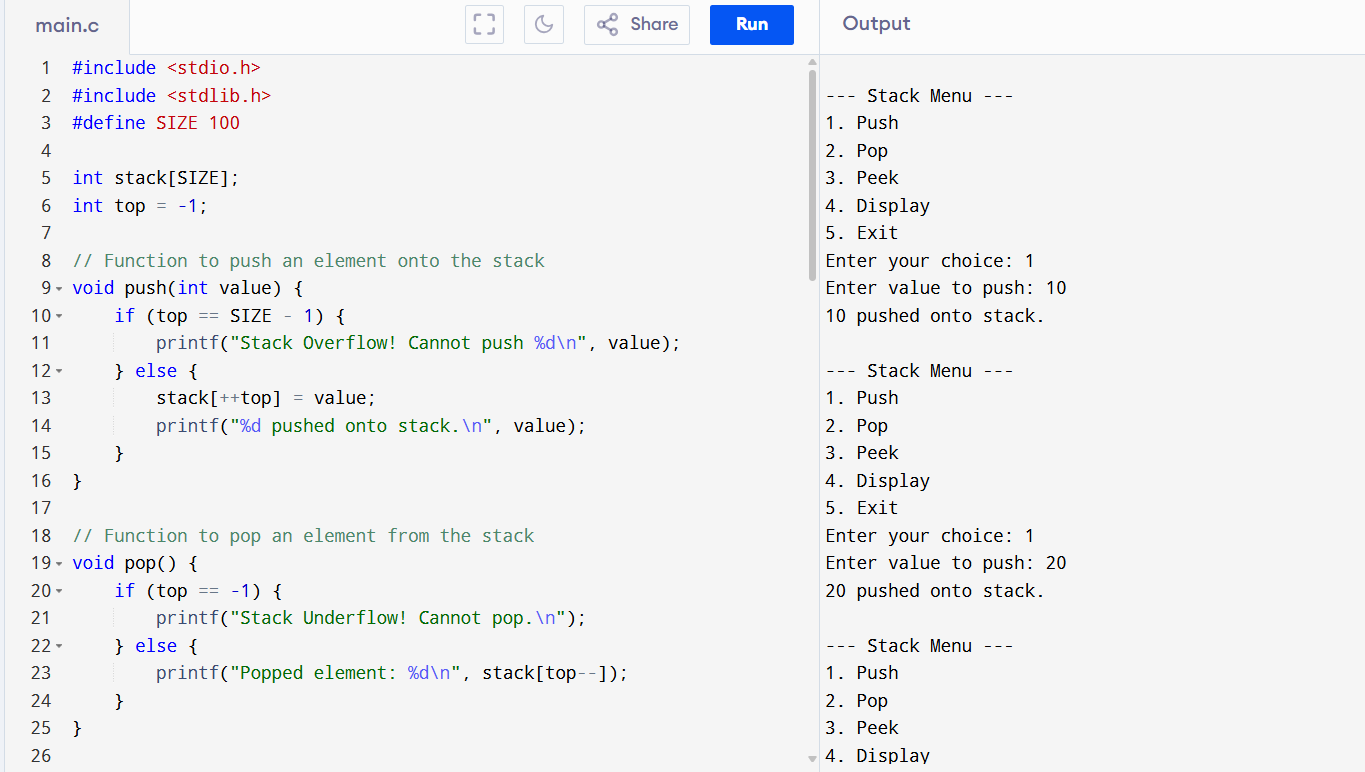 main.c
Share
Run
Output
1 #include <stdio.h>
2 #include <stdlib.h>
3 #define SIZE 100
4
5 int stack[SIZE];
6 int top = -1;
7
8 // Function to push an element onto the stack
9 void push(int value) {
10     if (top == SIZE - 1) {
11         printf("Stack Overflow! Cannot push %d\n", value);
12     } else {
13         stack[++top] = value;
14         printf("%d pushed onto stack.\n", value);
15     }
16 }
17
18 // Function to pop an element from the stack
19 void pop() {
20     if (top == -1) {
21         printf("Stack Underflow! Cannot pop.\n");
22     } else {
23         printf("Popped element: %d\n", stack[top--]);
24     }
25 }
26
--- Stack Menu ---
1. Push
2. Pop
3. Peek
4. Display
5. Exit
Enter your choice: 1
Enter value to push: 10
10 pushed onto stack.
--- Stack Menu ---
1. Push
2. Pop
3. Peek
4. Display
5. Exit
Enter your choice: 1
Enter value to push: 20
20 pushed onto stack.
--- Stack Menu ---
1. Push
2. Pop
3. Peek
4. Display